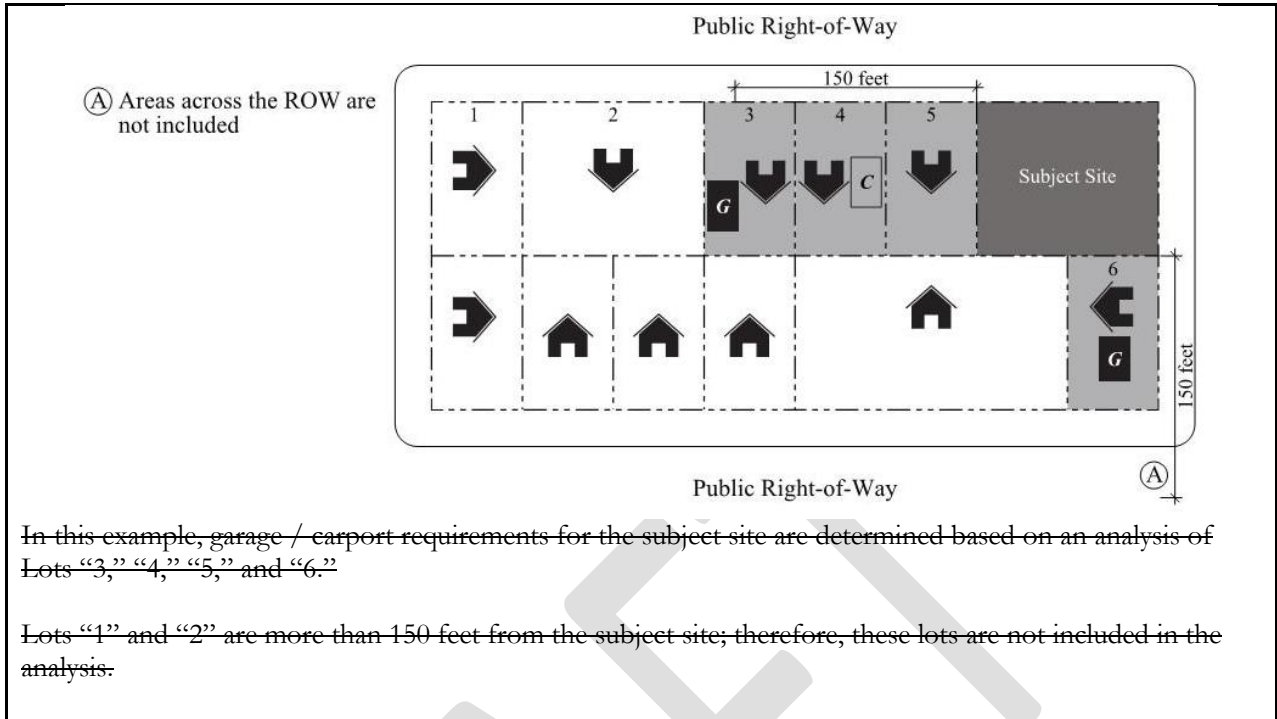 Public Right-of-Way
Ⓐ Areas across the ROW are
not included
150 feet
1
2
3
4
5
G
C
Subject Site
6
G
150 feet
Ⓐ
Public Right-of-Way
In this example, garage / carport requirements for the subject site are determined based on an analysis of
Lots “3,” “4,” “5,” and “6.”
Lots “1” and “2” are more than 150 feet from the subject site; therefore, these lots are not included in the
analysis.